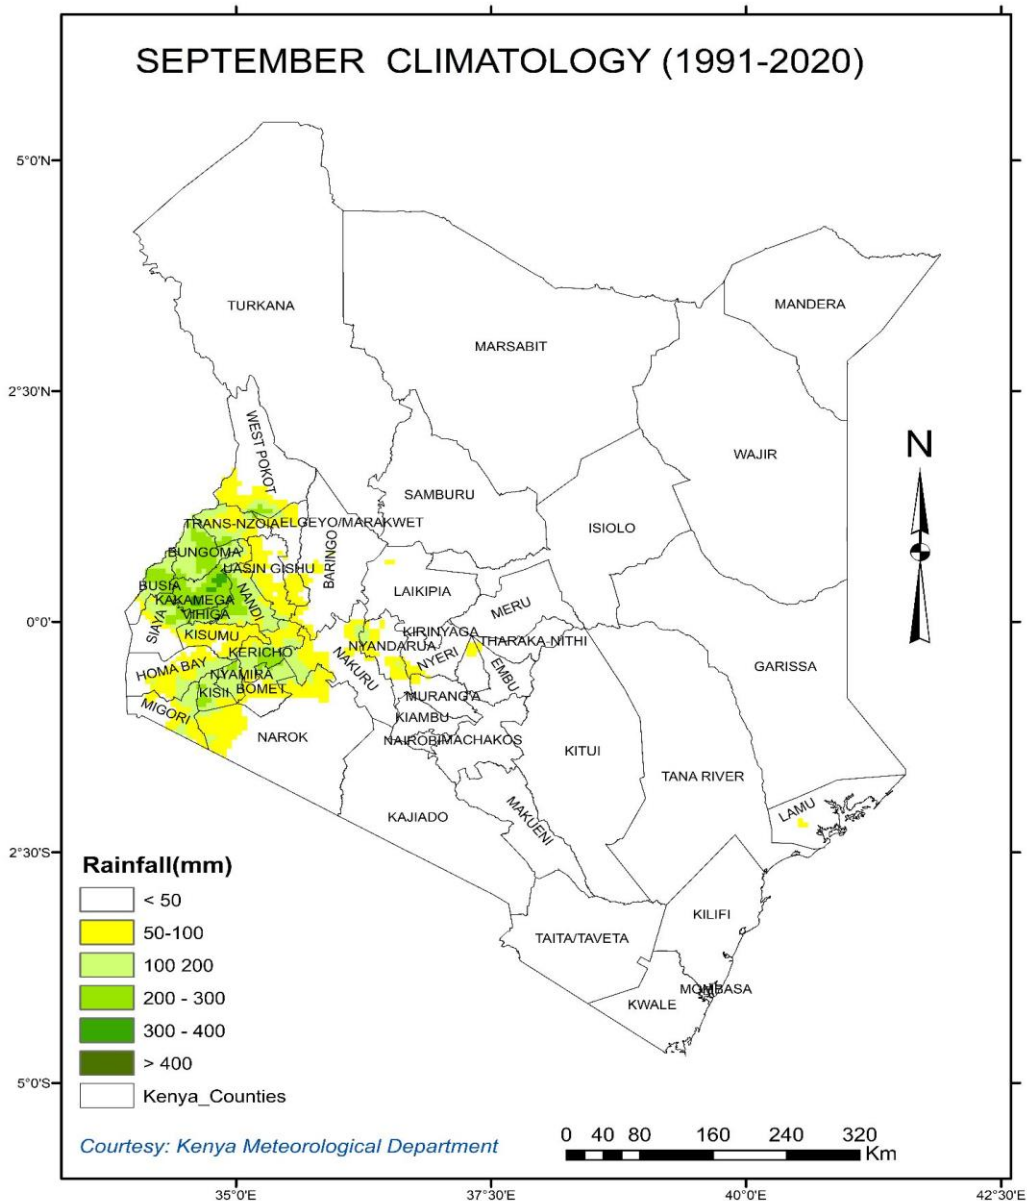 SEPTEMBER CLIMATOLOGY (1991-2020)
5°0'N
TURKANA
MANDERA
MARSABIT
2°30'N
WEST POKOT
WAJIR
N
SAMBURU
ISIOLO
TRANS-NZOIA
ELGEYO/MARAKWET
BUNGOMA
UASIN GISHU
BARINGO
BUSIA
LAIKIPIA
KAKAMEGA
NANDI
MERU
VIHIGA
SIAYA
0°0'
KISUMU
KIRINYAGA
THARAKA-NITHI
NYANDARUA
KERICHO
NYERI
GARISSA
HOMA BAY
NAKURU
EMBU
NYAMIRA
BOMET
KISII
MURANG'A
MIGORI
KIAMBU
NAROK
NAIROBI
MACHAKOS
KITUI
TANA RIVER
KAJIADO
MAKUENI
LAMU
2°30'S
Rainfall(mm)
< 50
50-100
100 200
200 - 300
300 - 400
> 400
Kenya_Counties
KILIFI
TAITA/TAVETA
MOMBASA
KWALE
5°0'S
Courtesy: Kenya Meteorological Department
0 40 80 160 240 320
Km
35°0'E 37°30'E 40°0'E 42°30'E